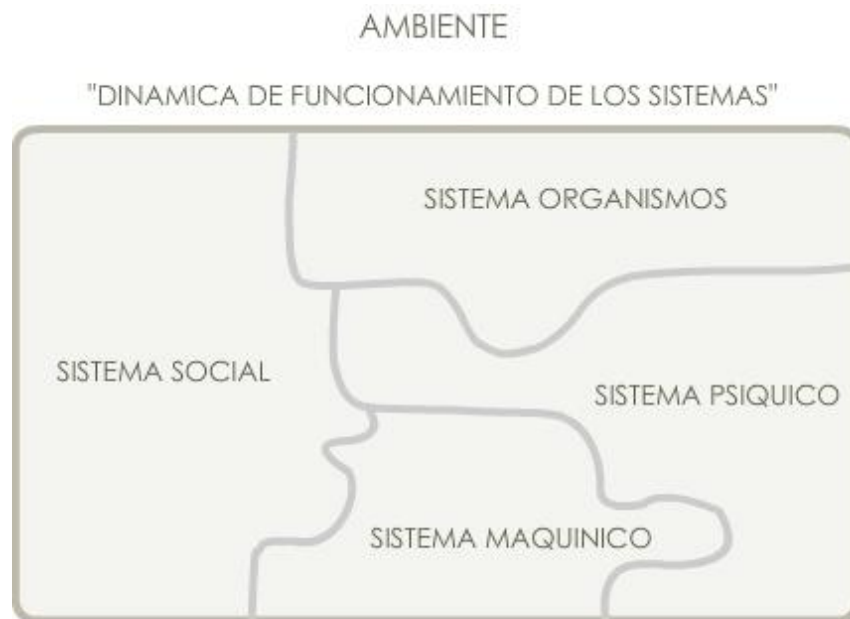 AMBIENTE
"DINAMICA DE FUNCIONAMIENTO DE LOS SISTEMAS"
SISTEMA ORGANISMOS
SISTEMA SOCIAL
SISTEMA PSIQUICO
SISTEMA MAQUINICO